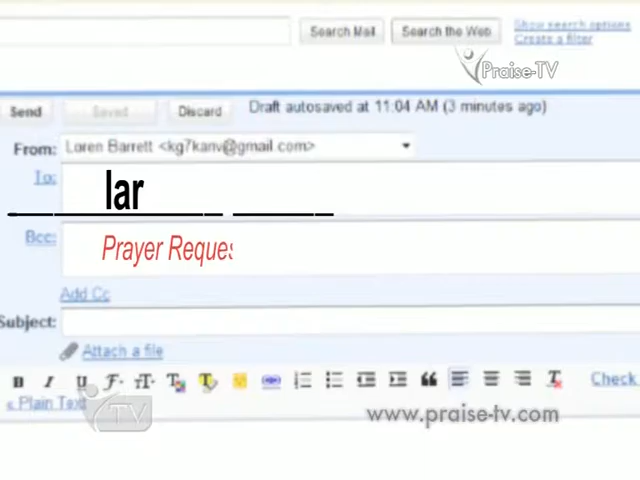 Search Mail Search the Web Show search options
Create a filter
Praise-TV
Send Saved Discard Draft autosaved at 11:04 AM (3 minutes ago)
From: Loren Barrett <kg7kanv@gmail.com>
To:
lar
Bcc:
Prayer Reques
Add Cc
Subject:
Attach a file
B I U Check
« Plain Text
TV
www.praise-tv.com